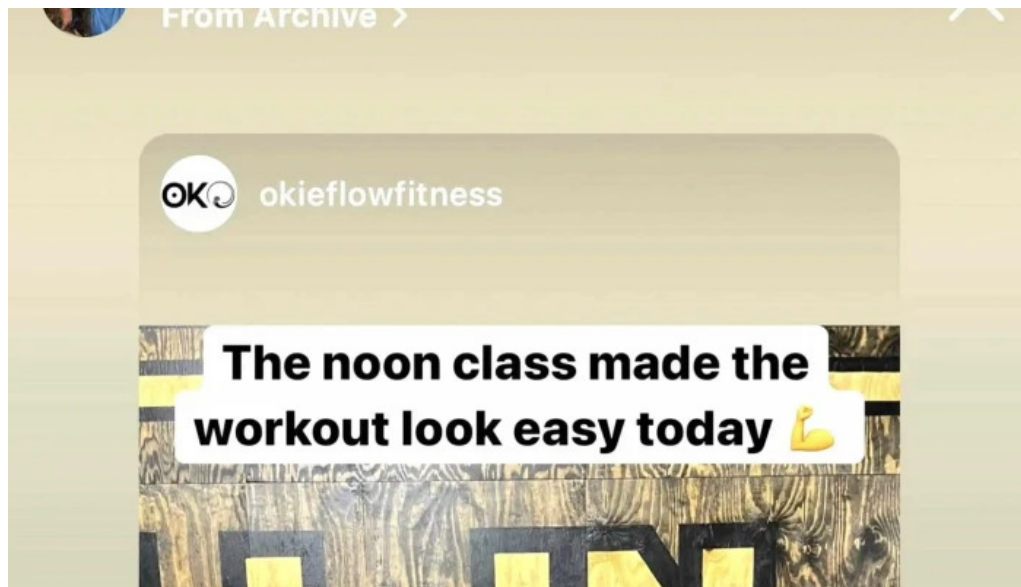 From Archive >
OK
okieflowfitness
The noon class made the
workout look easy today 💪